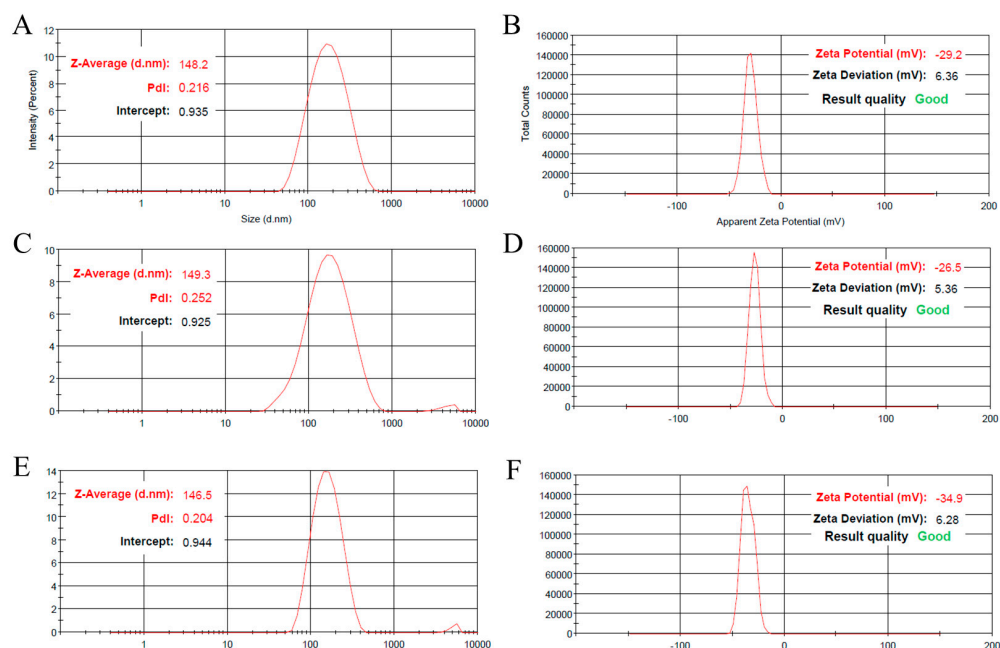 A
Intensity (Percent)
12
10
8
6
4
2
0
Z-Average (d.nm): 148.2
PdI: 0.216
Intercept: 0.935
1 10 100 1000 10000
Size (d.nm)
B
Total Counts
160000
140000
120000
100000
80000
60000
40000
20000
0
Zeta Potential (mV): -29.2
Zeta Deviation (mV): 6.36
Result quality Good
-100 0 100 200
Apparent Zeta Potential (mV)
C
10
8
6
4
2
0
Z-Average (d.nm): 149.3
PdI: 0.252
Intercept: 0.925
1 10 100 1000 10000
D
160000
140000
120000
100000
80000
60000
40000
20000
0
Zeta Potential (mV): -26.5
Zeta Deviation (mV): 5.36
Result quality Good
-100 0 100 200
E
14
12
10
8
6
4
2
0
Z-Average (d.nm): 146.5
PdI: 0.204
Intercept: 0.944
1 10 100 1000 10000
F
160000
140000
120000
100000
80000
60000
40000
20000
0
Zeta Potential (mV): -34.9
Zeta Deviation (mV): 6.28
Result quality Good
-100 0 100 200